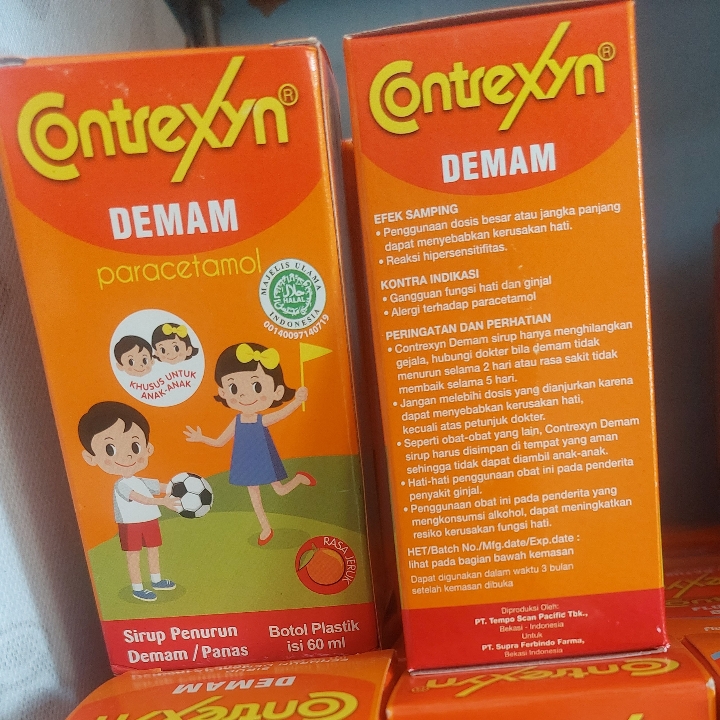 Contrexyn®
DEMAM
paracetamol
MAJELIS ULAMA
HALAL
INDONESIA
00140097140719
KHUSUS UNTUK
ANAK-ANAK
RASA JERUK
Sirup Penurun
Demam / Panas
Botol Plastik
isi 60 ml
Contrexyn®
DEMAM
EFEK SAMPING
• Penggunaan dosis besar atau jangka panjang
dapat menyebabkan kerusakan hati.
• Reaksi hipersensitifitas.
KONTRA INDIKASI
• Gangguan fungsi hati dan ginjal
• Alergi terhadap paracetamol
PERINGATAN DAN PERHATIAN
• Contrexyn Demam sirup hanya menghilangkan
gejala, hubungi dokter bila demam tidak
menurun selama 2 hari atau rasa sakit tidak
membaik selama 5 hari.
• Jangan melebihi dosis yang dianjurkan karena
dapat menyebabkan kerusakan hati,
kecuali atas petunjuk dokter.
• Seperti obat-obat yang lain, Contrexyn Demam
sirup harus disimpan di tempat yang aman
sehingga tidak dapat diambil anak-anak.
• Hati-hati penggunaan obat ini pada penderita
penyakit ginjal.
• Penggunaan obat ini pada penderita yang
mengkonsumsi alkohol, dapat meningkatkan
resiko kerusakan fungsi hati.
HET/Batch No./Mfg.date/Exp.date :
lihat pada bagian bawah kemasan
Dapat digunakan dalam waktu 3 bulan
setelah kemasan dibuka
Diproduksi Oleh:
PT. Tempo Scan Pacific Tbk.,
Bekasi - Indonesia
Untuk
PT. Supra Ferbindo Farma,
Bekasi Indonesia
DEMAM
Contrexyn
Contrexyn